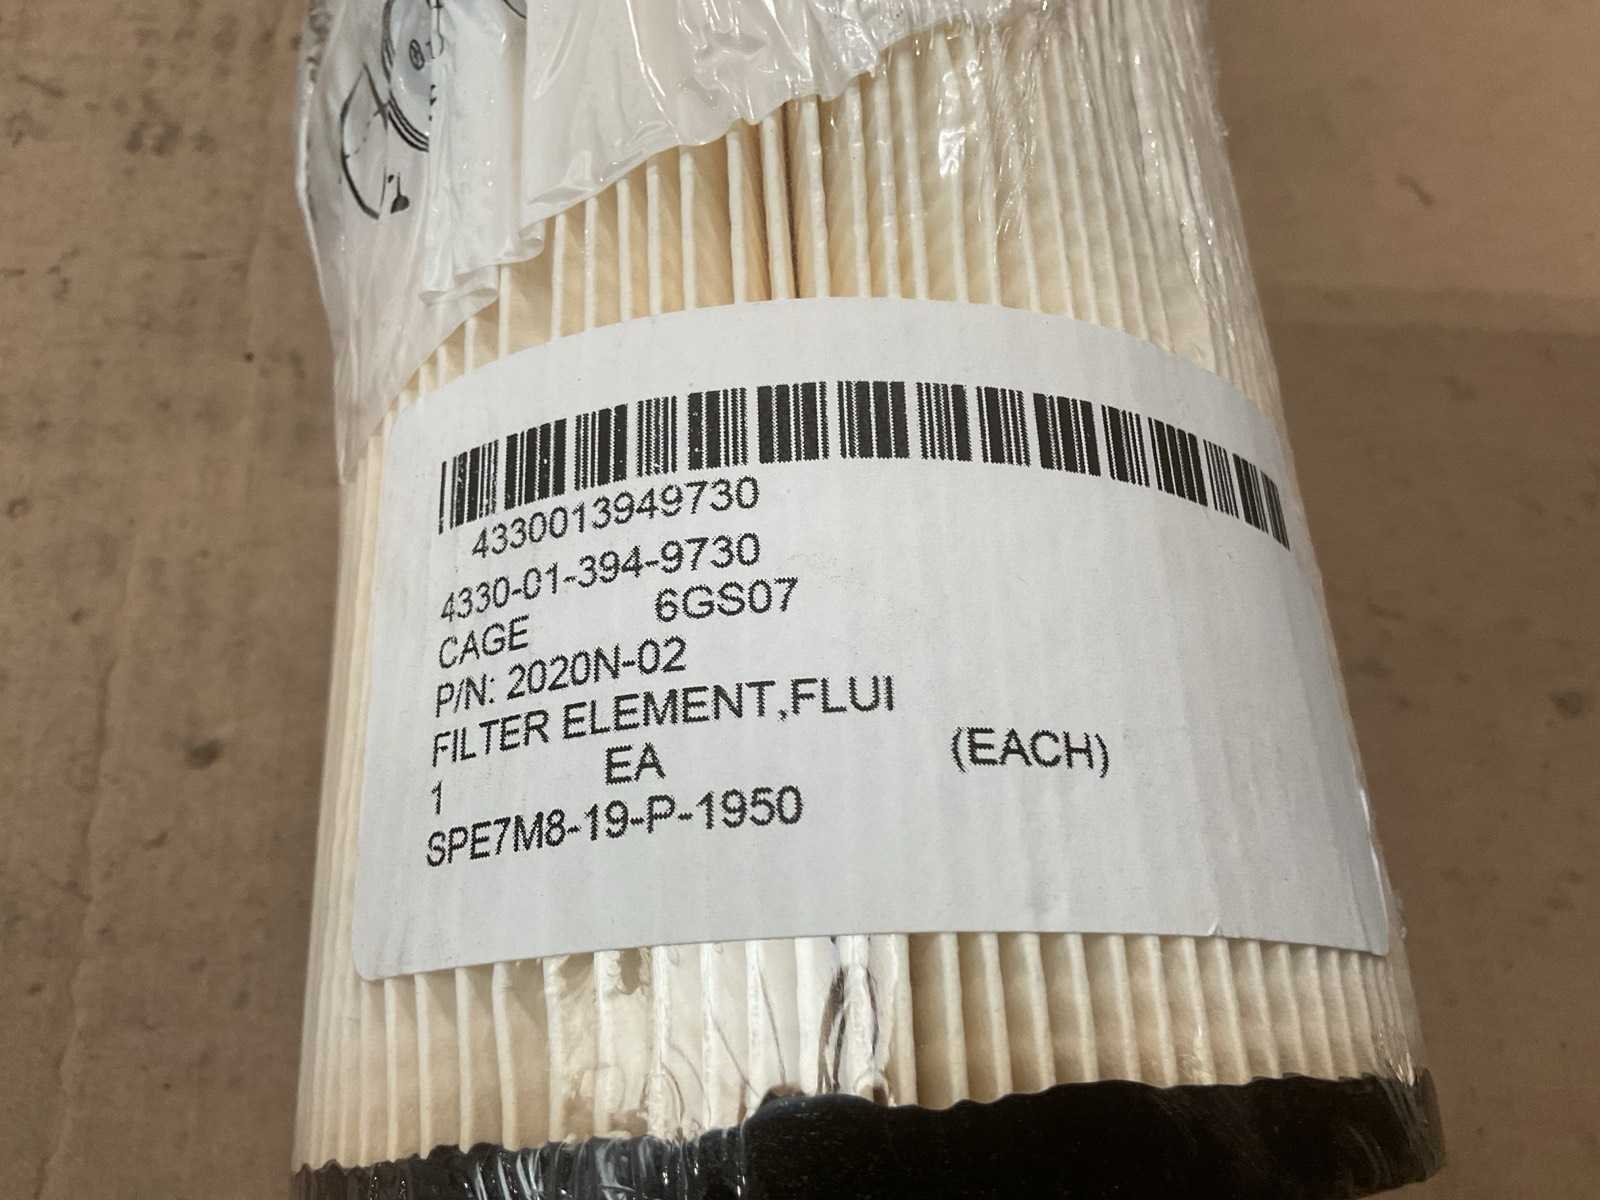 4330013949730
4330-01-394-9730
CAGE 6GS07
P/N: 2020N-02
FILTER ELEMENT,FLUI
1 EA (EACH)
SPE7M8-19-P-1950